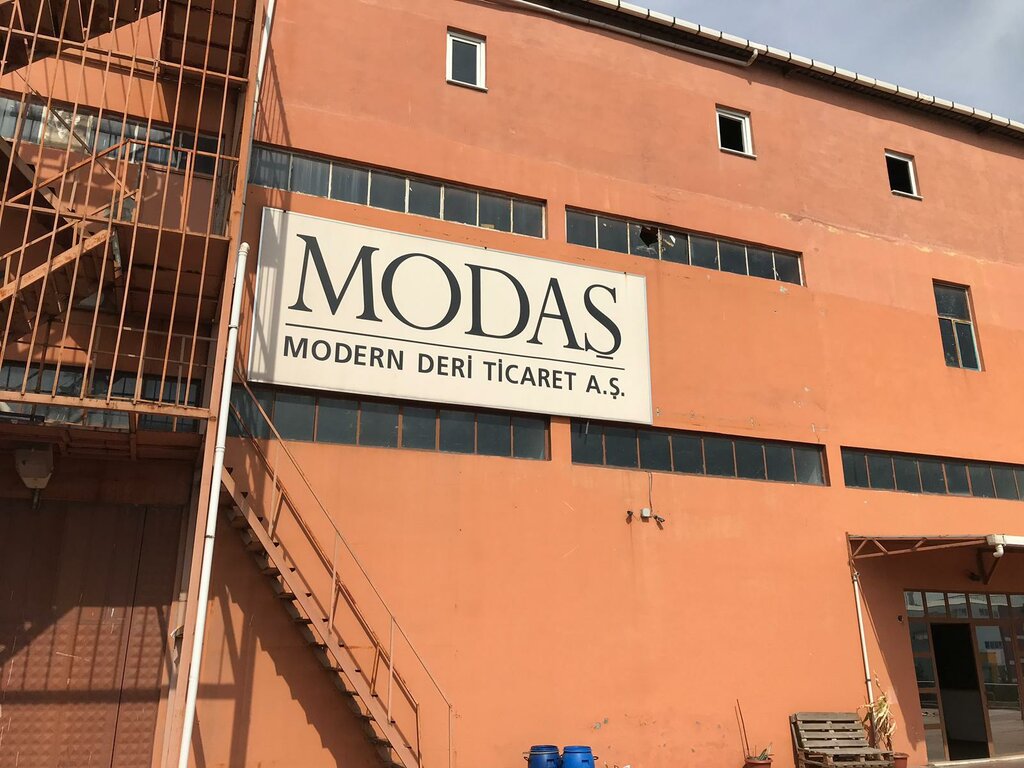 MODAŞ
MODERN DERİ TİCARET A.Ş.